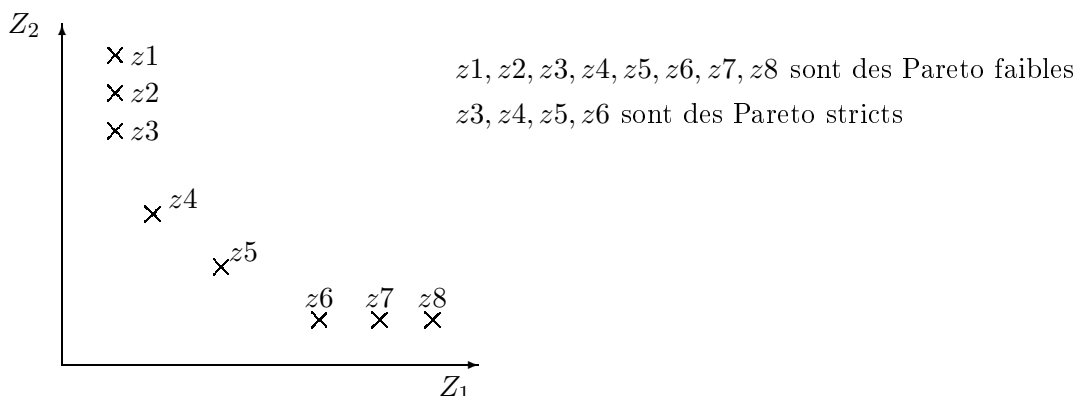 Z₂
z1
z1, z2, z3, z4, z5, z6, z7, z8 sont des Pareto faibles
z2
z3, z4, z5, z6 sont des Pareto stricts
z3
z4
z5
z6 z7 z8
Z₁